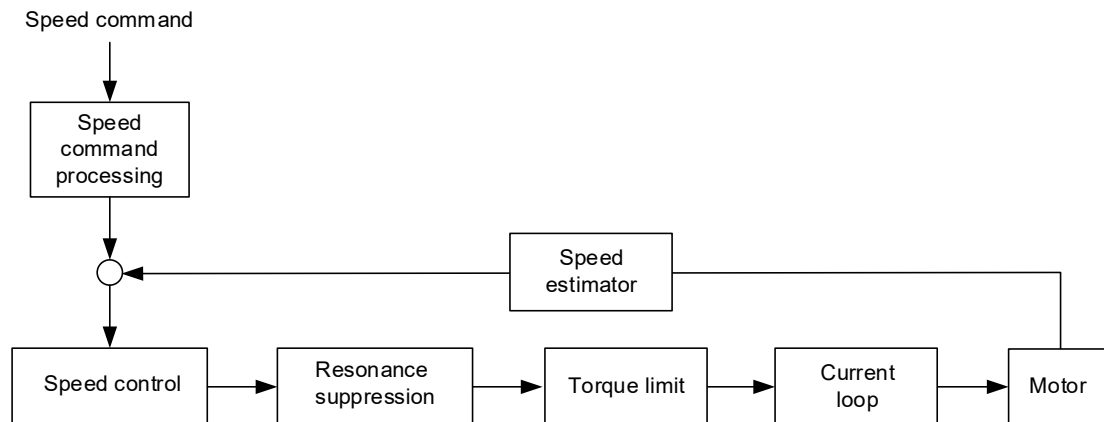 Speed command
Speed
command
processing
Speed
estimator
Speed control
Resonance
suppression
Torque limit
Current
loop
Motor